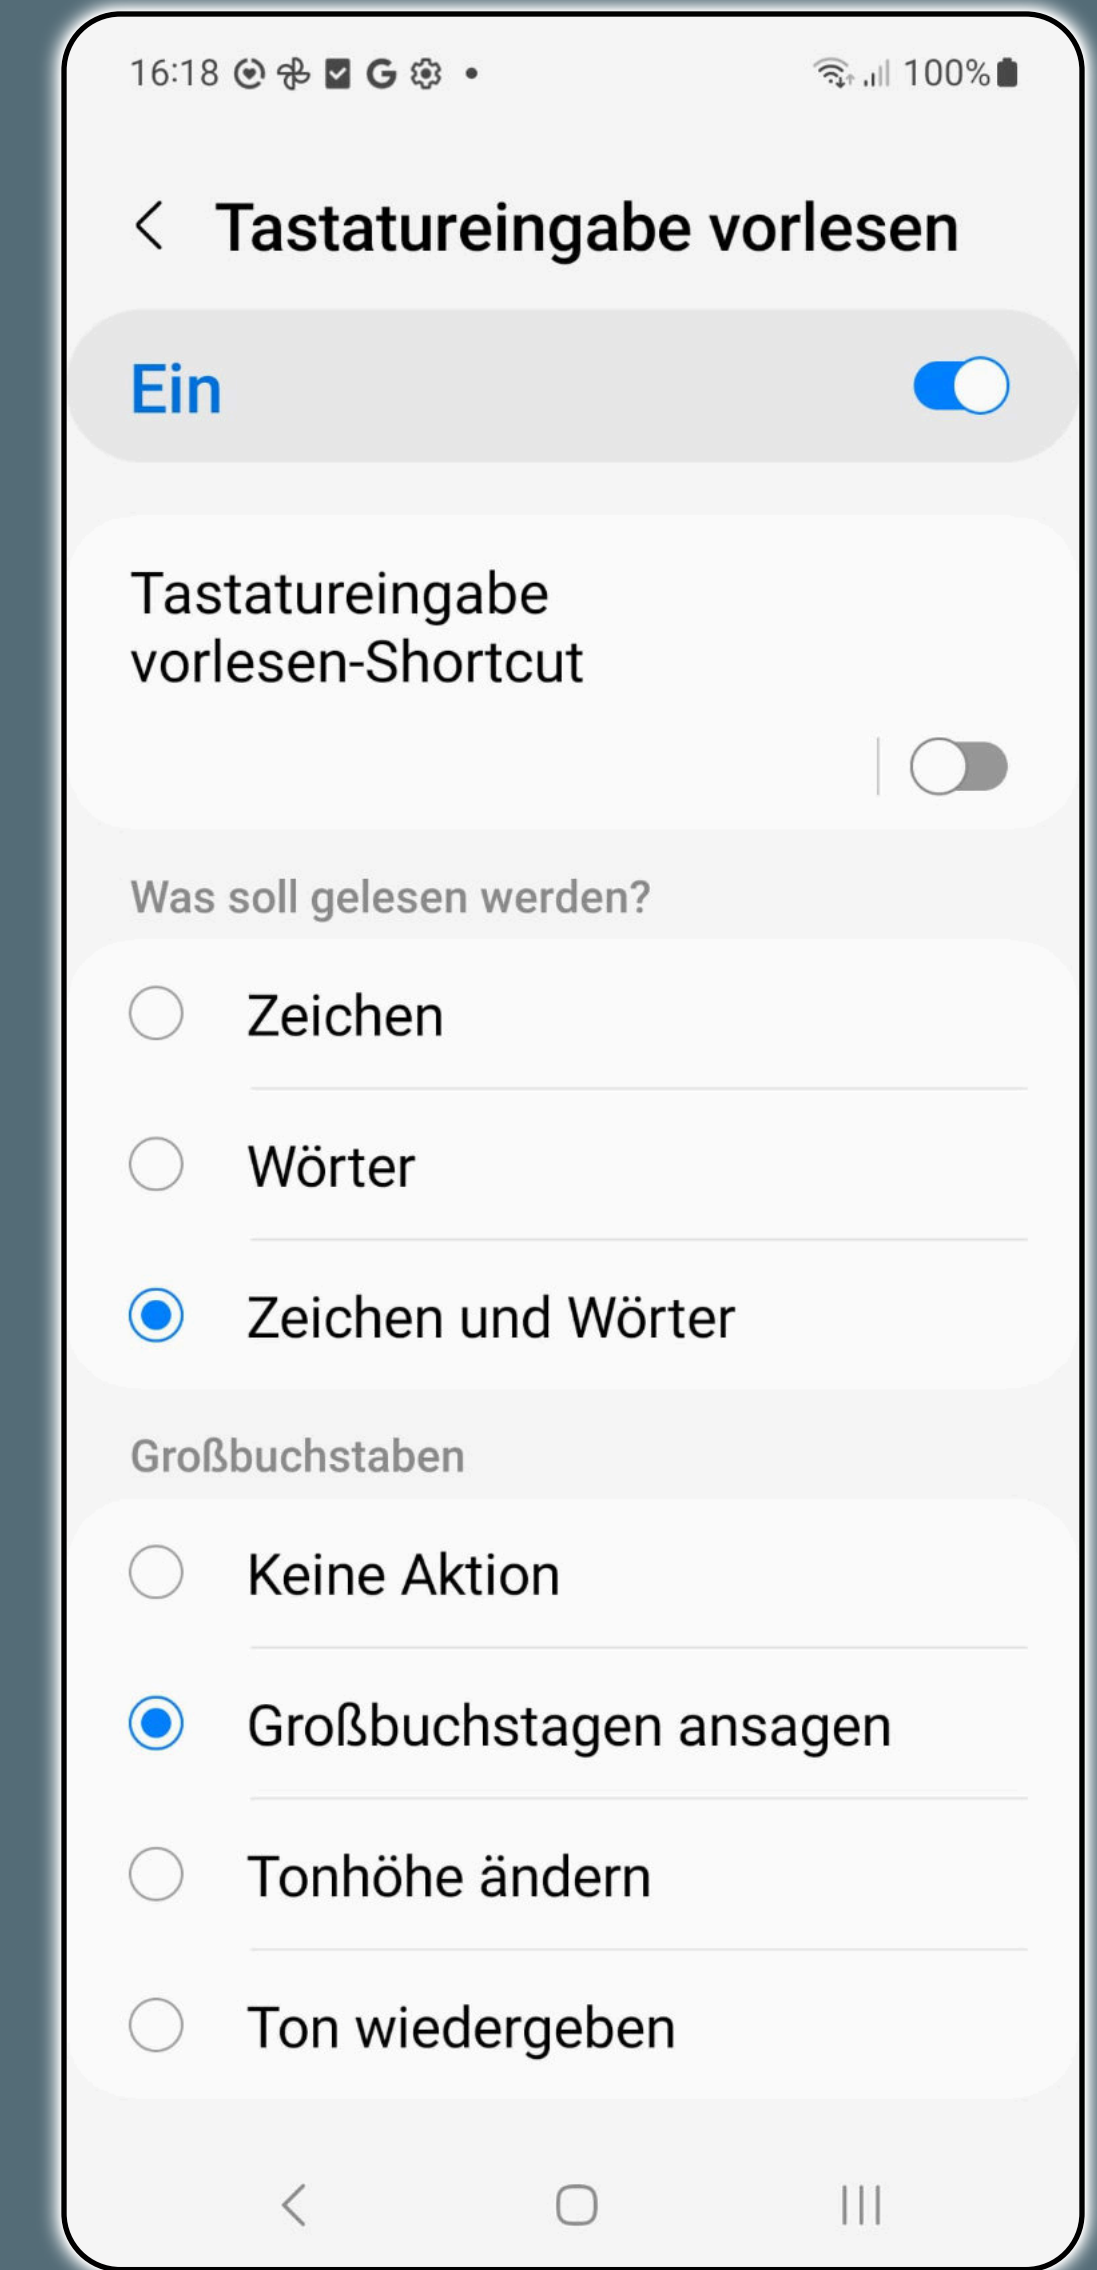 16:18 G 100%
Tastatureingabe vorlesen
Ein
Tastatureingabe
vorlesen-Shortcut
Was soll gelesen werden?
Zeichen
Wörter
Zeichen und Wörter
Großbuchstaben
Keine Aktion
Großbuchstagen ansagen
Tonhöhe ändern
Ton wiedergeben